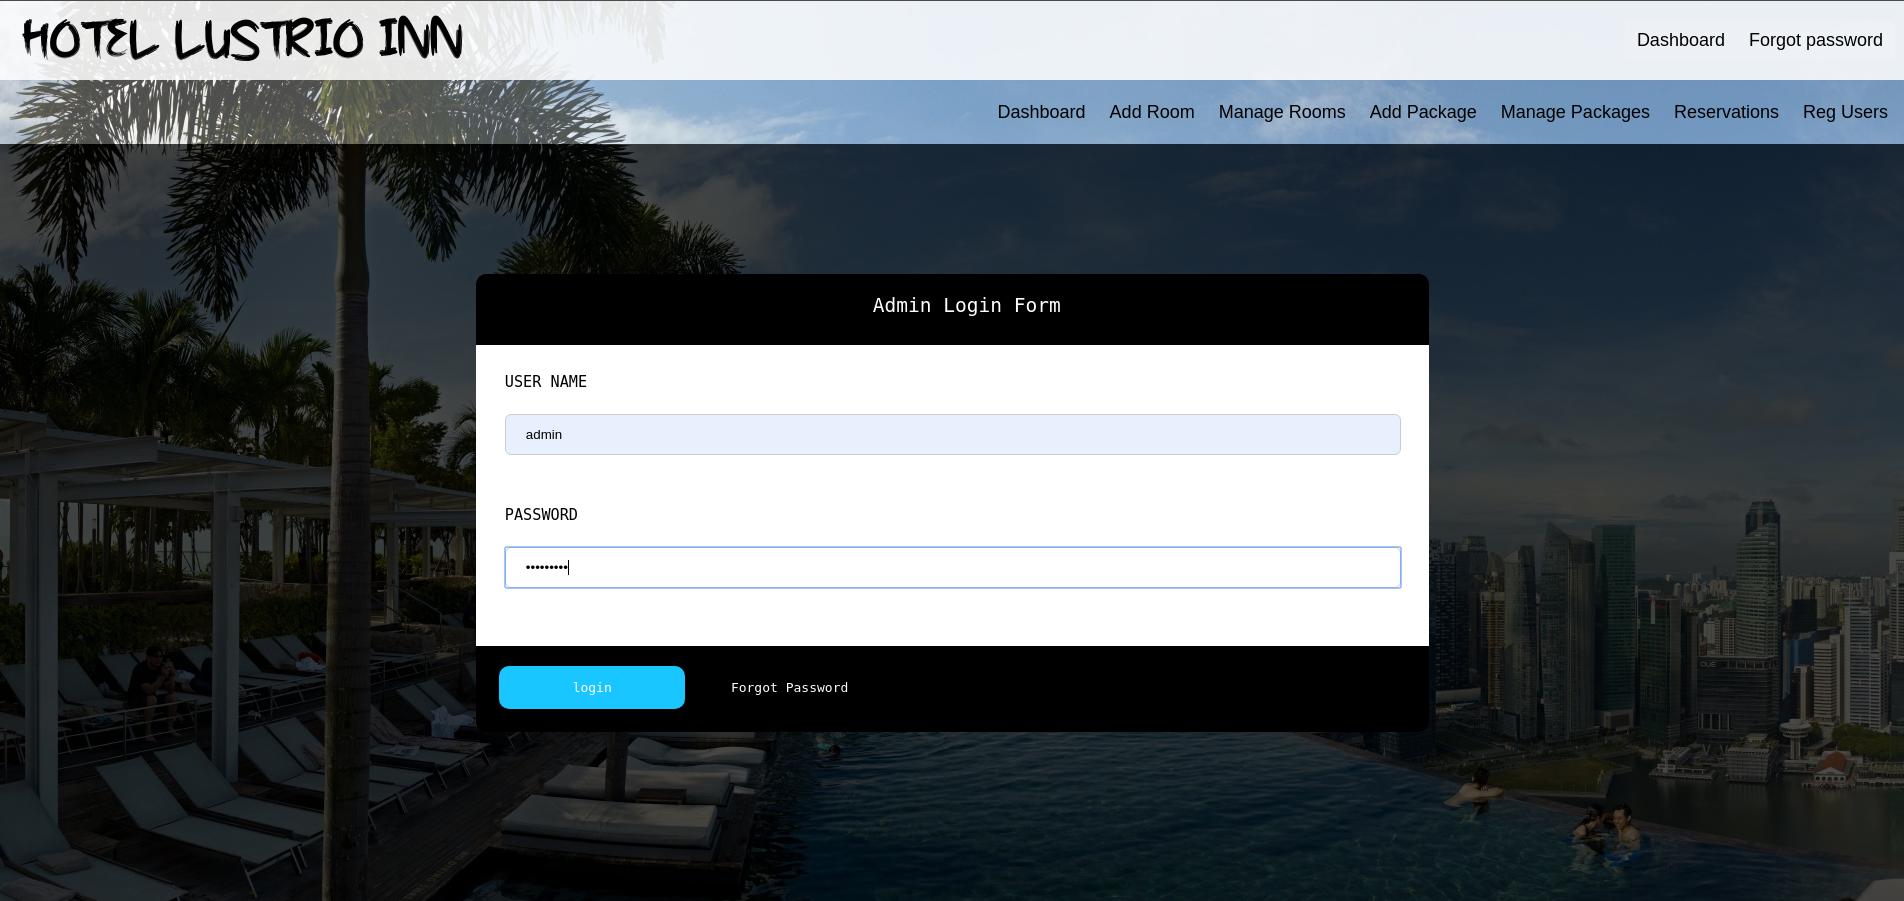 HOTEL LUSTRIO INN
Dashboard Forgot password
Dashboard Add Room Manage Rooms Add Package Manage Packages Reservations Reg Users
Admin Login Form
USER NAME
admin
PASSWORD
•••••••••
login Forgot Password
OUE